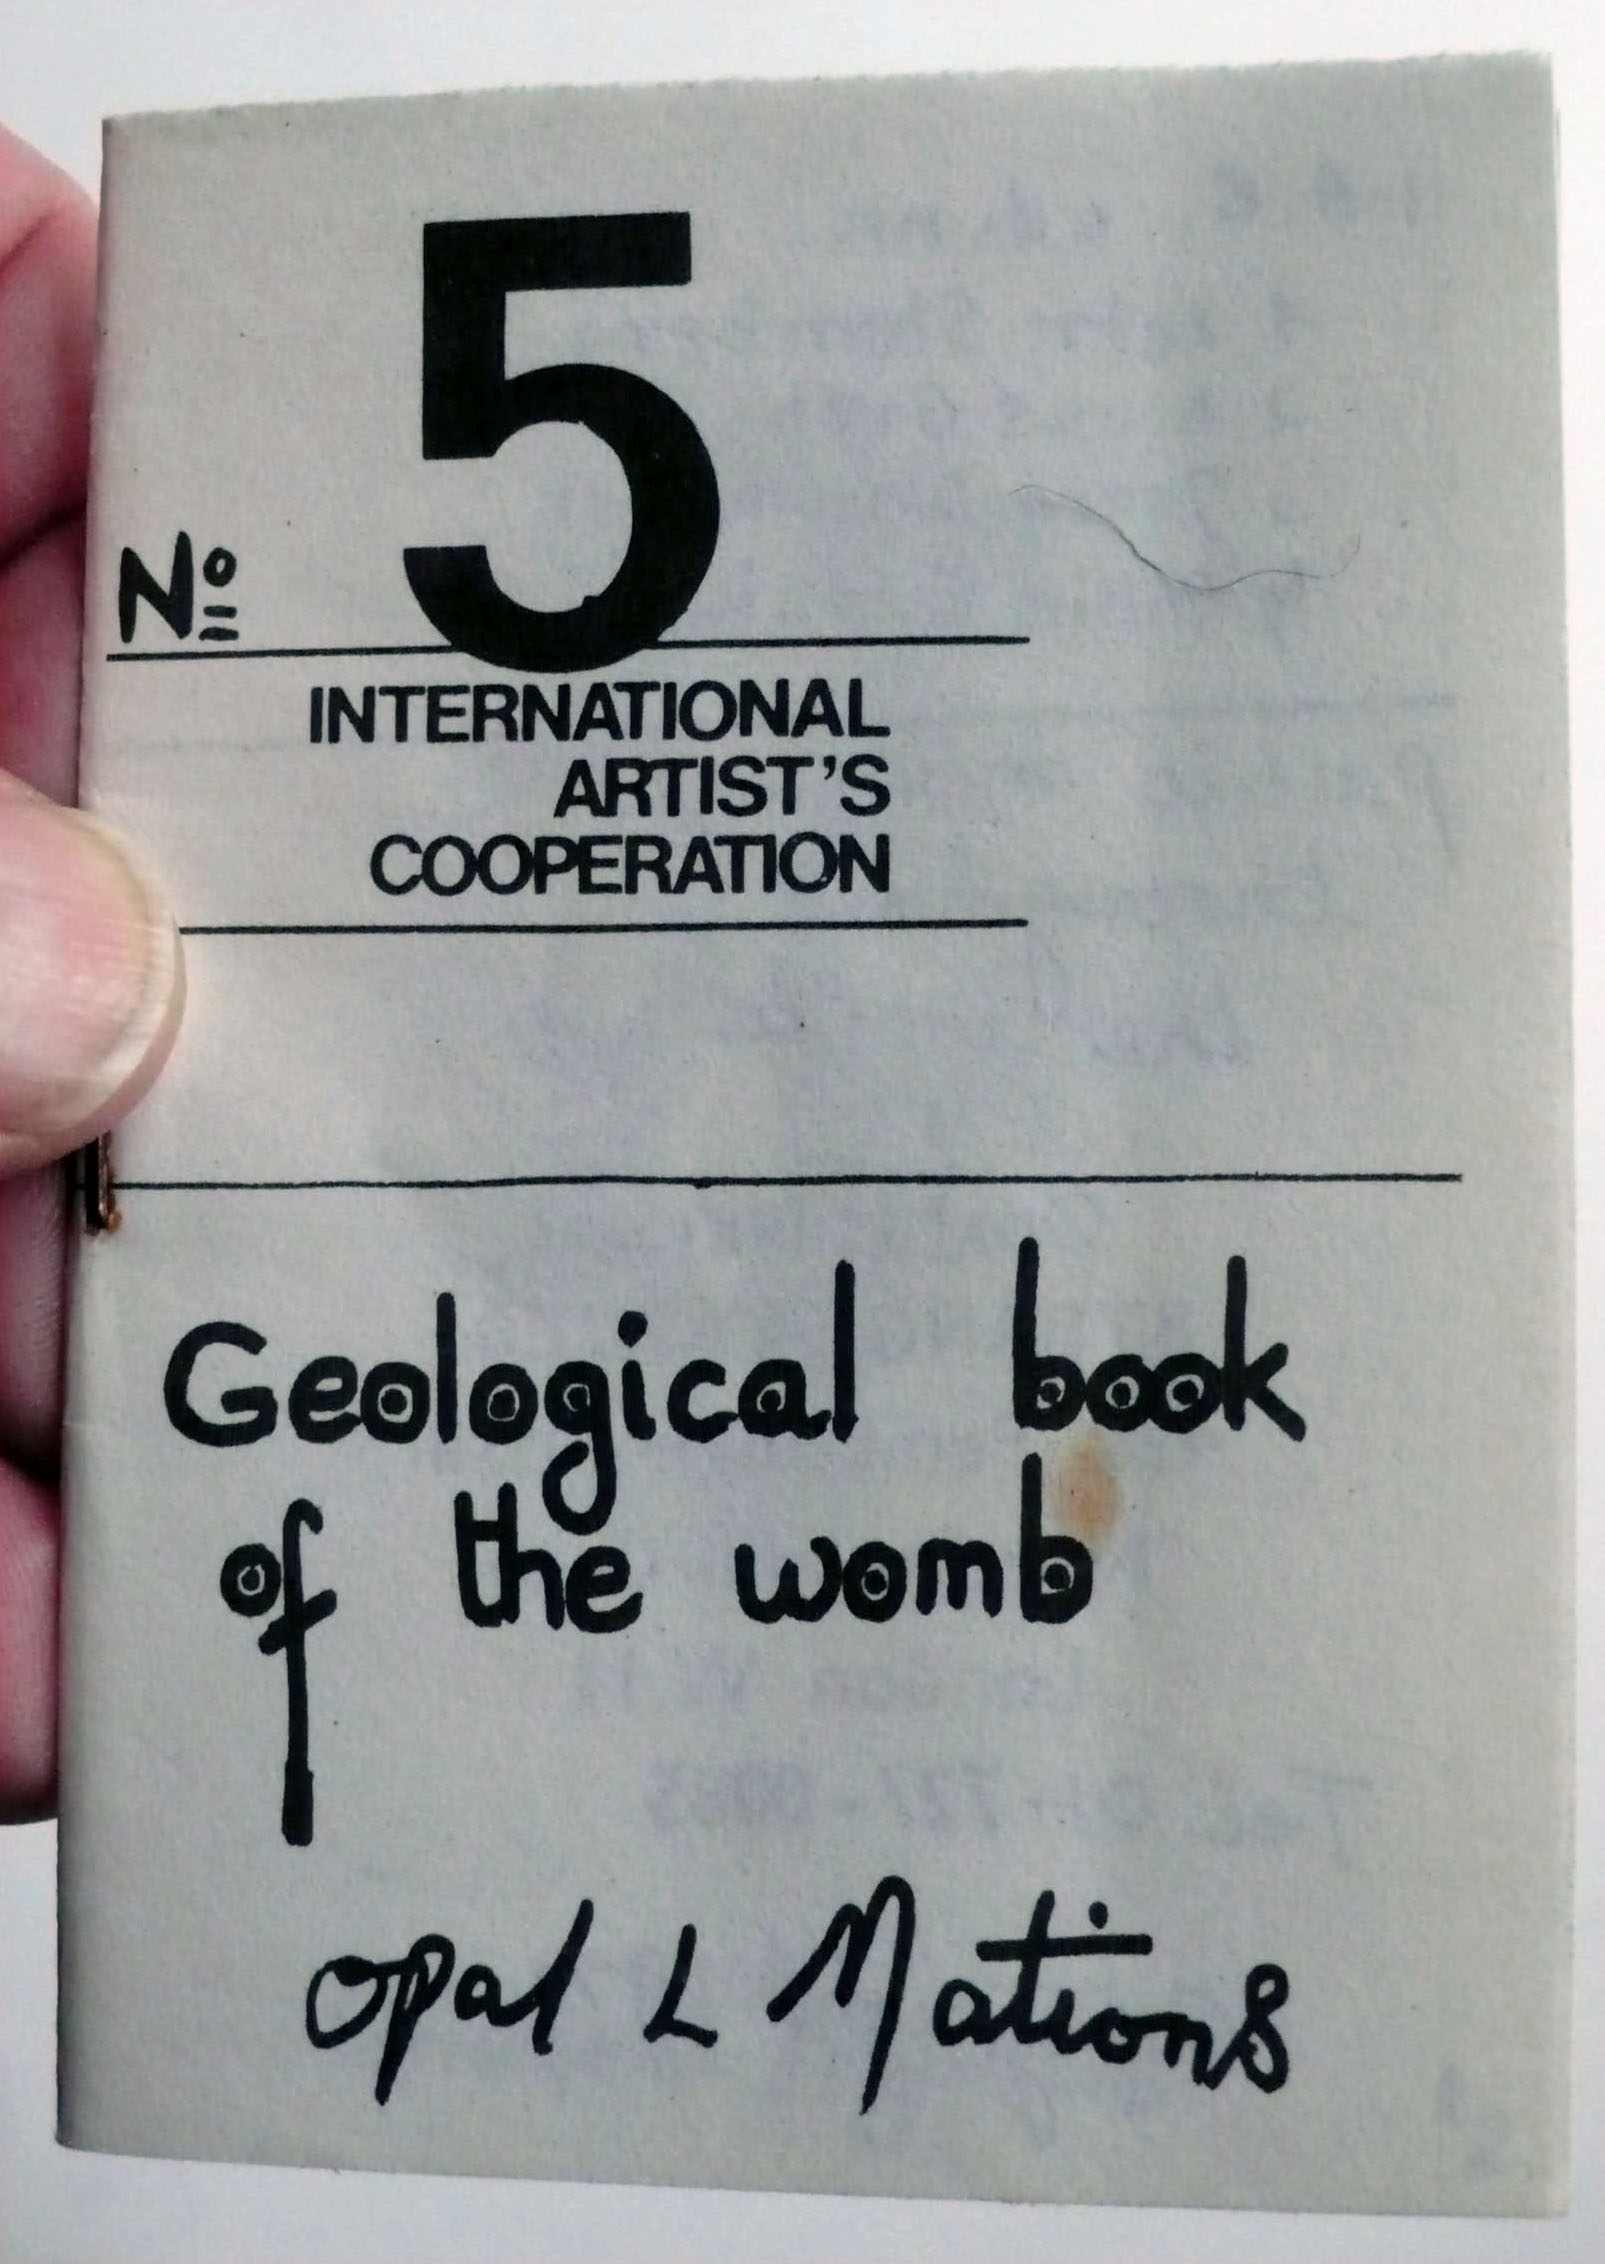 5
Nº
INTERNATIONAL
ARTIST'S
COOPERATION
Geological book
of the womb
opal L Nations